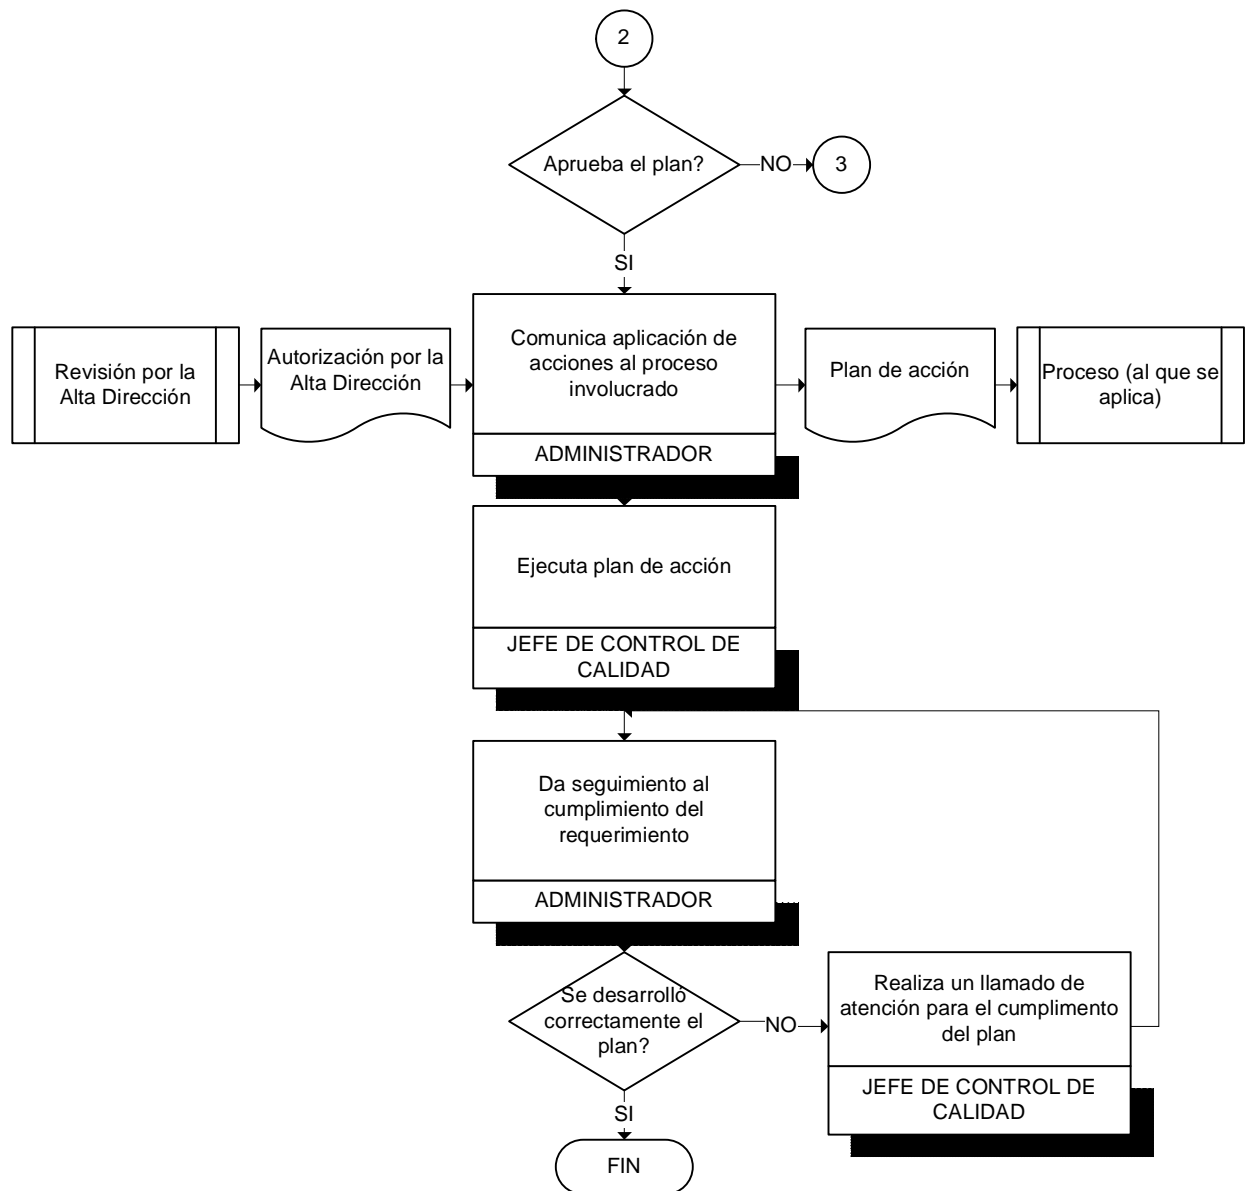 2
Aprueba el plan?
NO
3
SI
Revisión por la
Alta Dirección
Autorización por la
Alta Dirección
Comunica aplicación de
acciones al proceso
involucrado
ADMINISTRADOR
Plan de acción
Proceso (al que se
aplica)
Ejecuta plan de acción
JEFE DE CONTROL DE
CALIDAD
Da seguimiento al
cumplimiento del
requerimiento
ADMINISTRADOR
Se desarrolló
correctamente el
plan?
NO
Realiza un llamado de
atención para el cumplimento
del plan
JEFE DE CONTROL DE
CALIDAD
SI
FIN